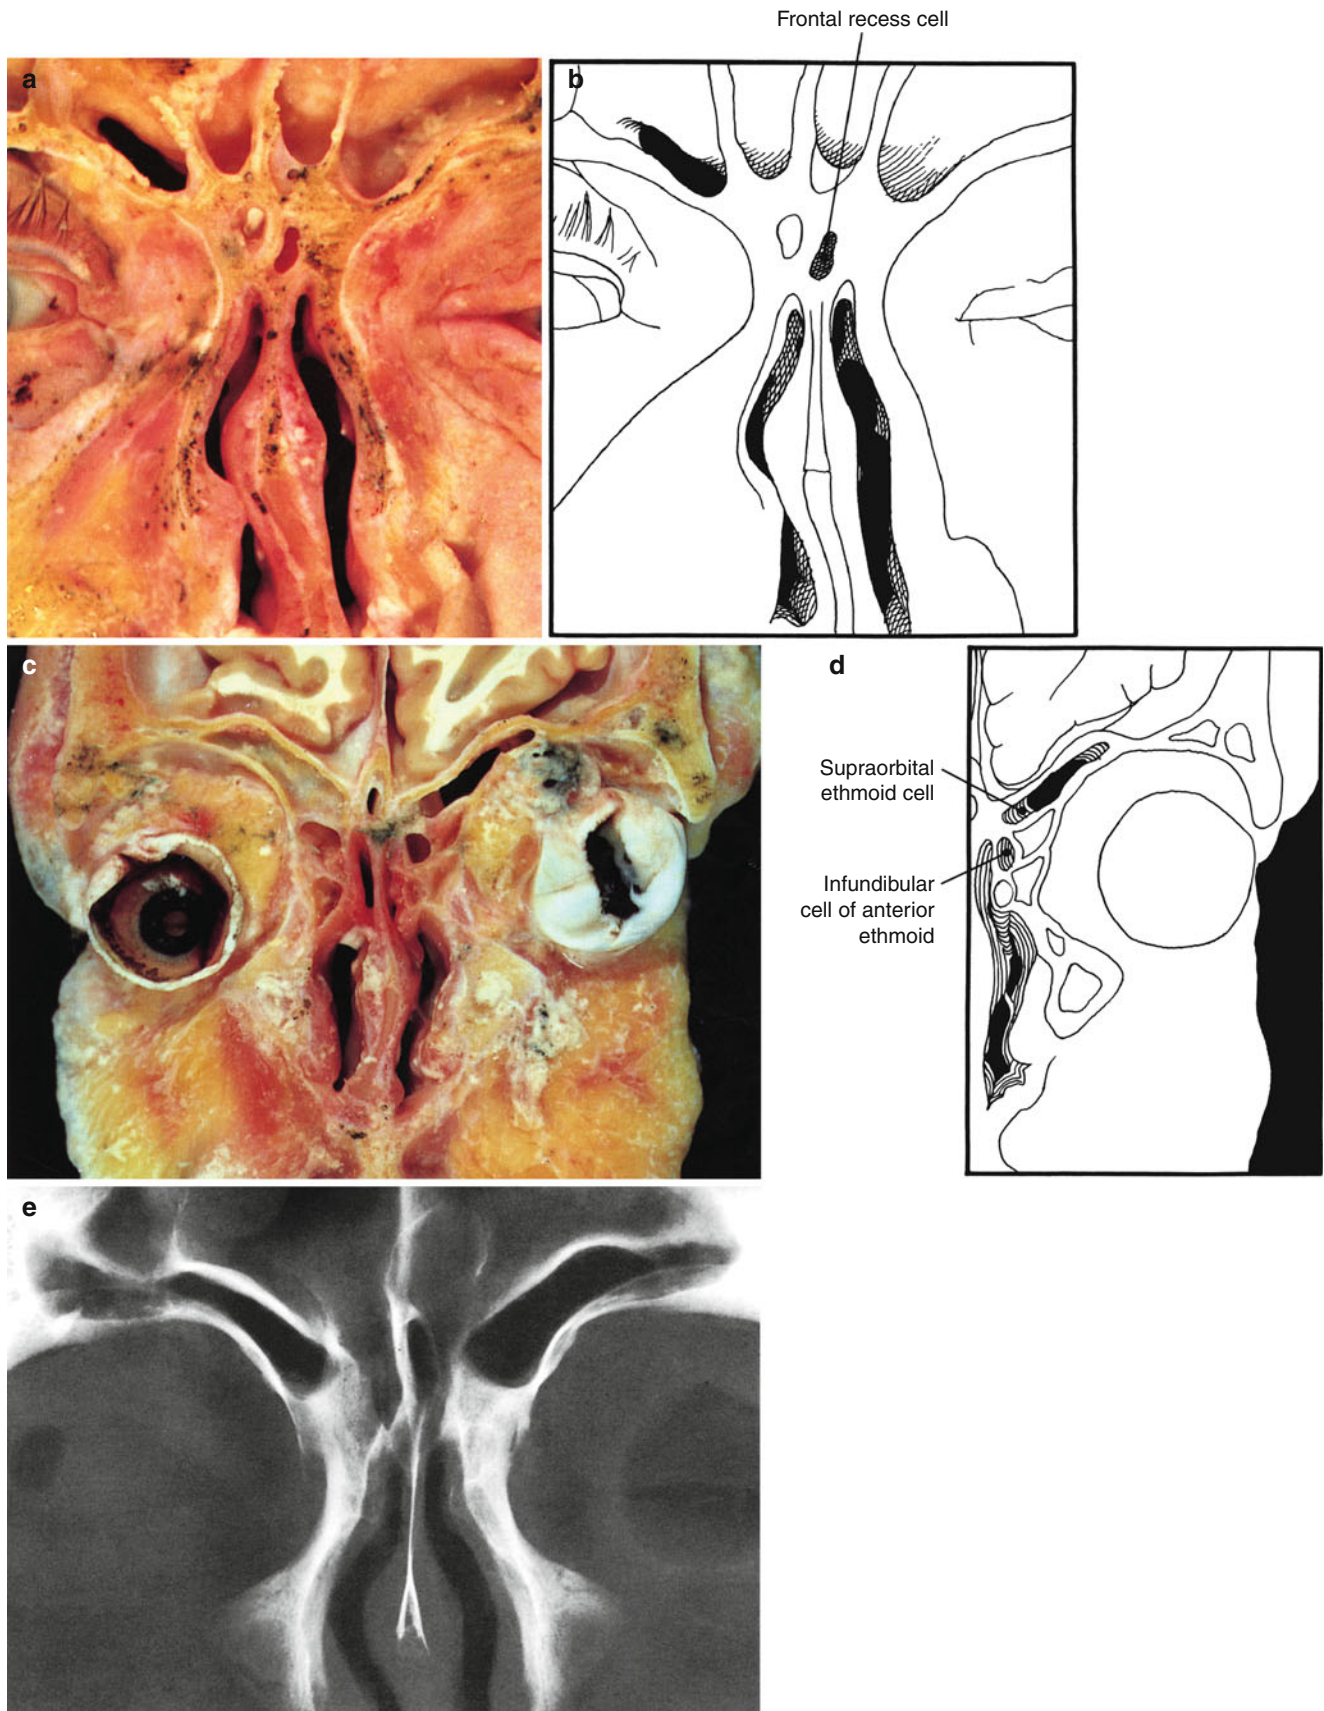 Frontal recess cell
a
b
c
d
Supraorbital
ethmoid cell
Infundibular
cell of anterior
ethmoid
e